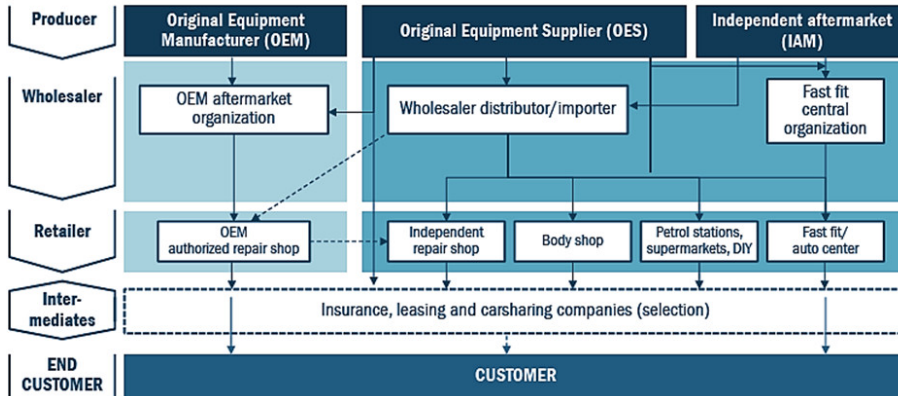 Producer
Original Equipment
Manufacturer (OEM)
Original Equipment Supplier (OES)
Independent aftermarket
(IAM)
Wholesaler
OEM aftermarket
organization
Wholesaler distributor/importer
Fast fit
central
organization
Retailer
OEM
authorized repair shop
Independent
repair shop
Body shop
Petrol stations,
supermarkets, DIY
Fast fit/
auto center
Inter-
mediates
Insurance, leasing and carsharing companies (selection)
END
CUSTOMER
CUSTOMER